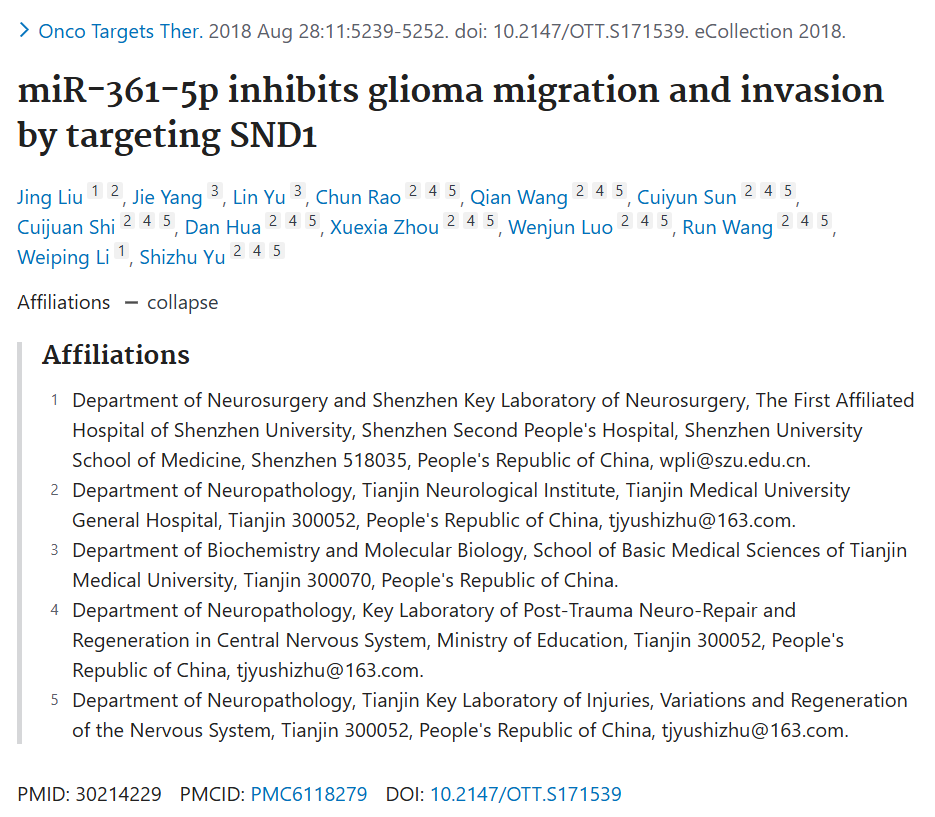 Onco Targets Ther. 2018 Aug 28:11:5239-5252. doi: 10.2147/OTT.S171539. eCollection 2018.
miR-361-5p inhibits glioma migration and invasion
by targeting SND1
Jing Liu 1 2, Jie Yang 3, Lin Yu 3, Chun Rao 2 4 5, Qian Wang 2 4 5, Cuiyun Sun 2 4 5,
Cuijuan Shi 2 4 5, Dan Hua 2 4 5, Xuexia Zhou 2 4 5, Wenjun Luo 2 4 5, Run Wang 2 4 5,
Weiping Li 1, Shizhu Yu 2 4 5
Affiliations — collapse
Affiliations
1 Department of Neurosurgery and Shenzhen Key Laboratory of Neurosurgery, The First Affiliated
Hospital of Shenzhen University, Shenzhen Second People's Hospital, Shenzhen University
School of Medicine, Shenzhen 518035, People's Republic of China, wpli@szu.edu.cn.
2 Department of Neuropathology, Tianjin Neurological Institute, Tianjin Medical University
General Hospital, Tianjin 300052, People's Republic of China, tjyushizhu@163.com.
3 Department of Biochemistry and Molecular Biology, School of Basic Medical Sciences of Tianjin
Medical University, Tianjin 300070, People's Republic of China.
4 Department of Neuropathology, Key Laboratory of Post-Trauma Neuro-Repair and
Regeneration in Central Nervous System, Ministry of Education, Tianjin 300052, People's
Republic of China, tjyushizhu@163.com.
5 Department of Neuropathology, Tianjin Key Laboratory of Injuries, Variations and Regeneration
of the Nervous System, Tianjin 300052, People's Republic of China, tjyushizhu@163.com.
PMID: 30214229 PMCID: PMC6118279 DOI: 10.2147/OTT.S171539